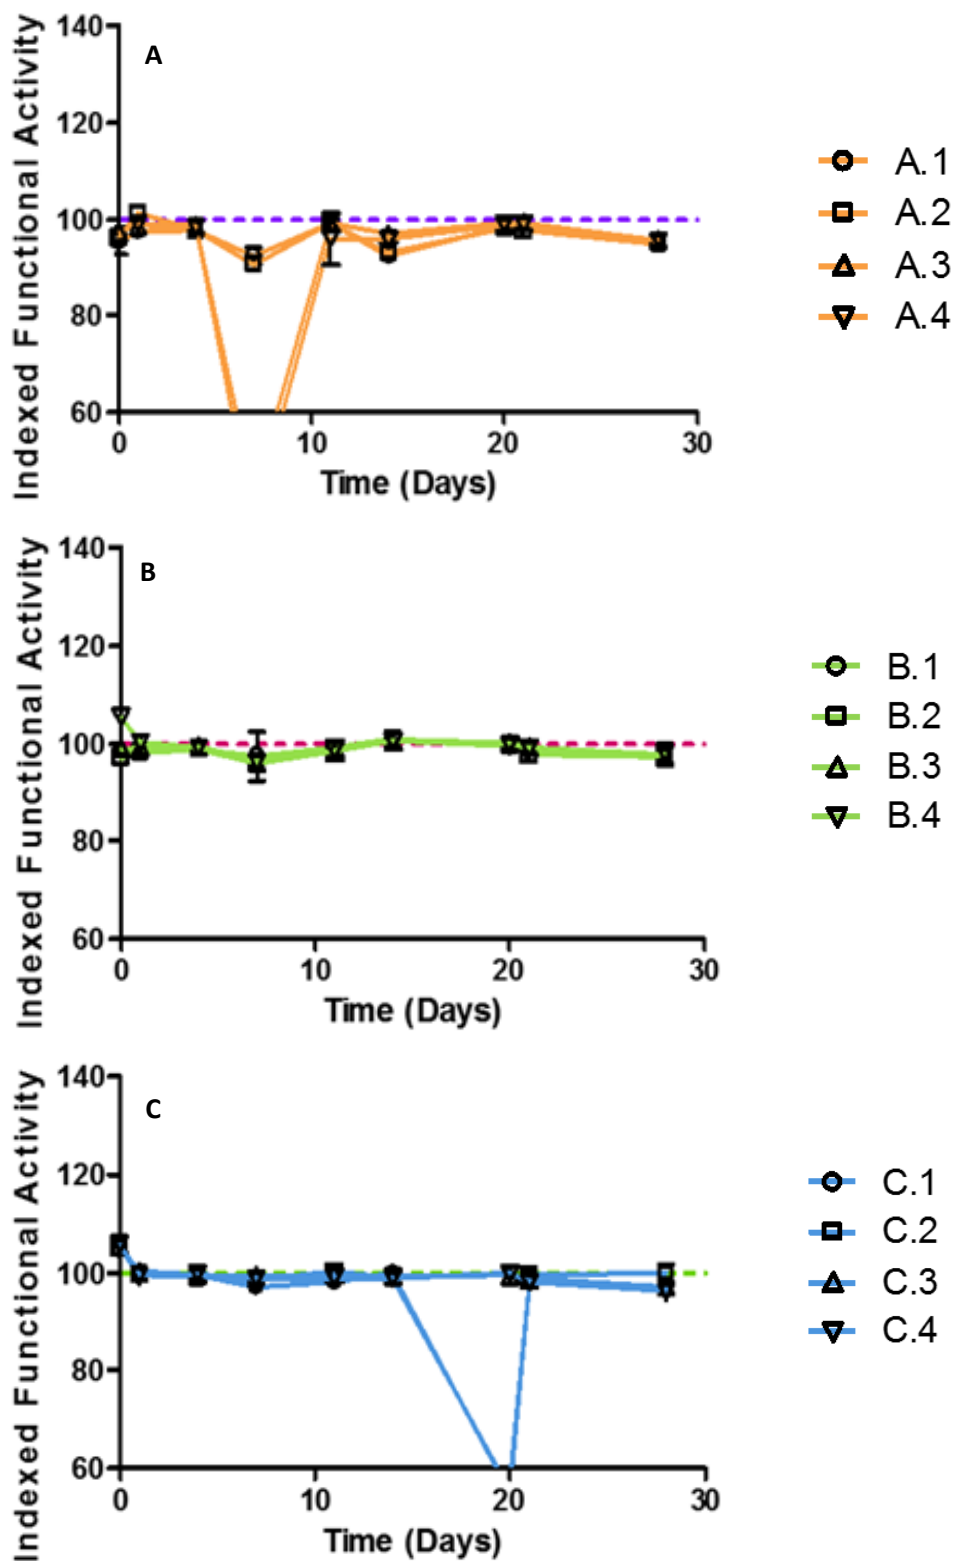 A
Indexed Functional Activity
140
120
100
80
60
0 10 20 30
Time (Days)
A.1
A.2
A.3
A.4
B
Indexed Functional Activity
140
120
100
80
60
0 10 20 30
Time (Days)
B.1
B.2
B.3
B.4
C
Indexed Functional Activity
140
120
100
80
60
0 10 20 30
Time (Days)
C.1
C.2
C.3
C.4